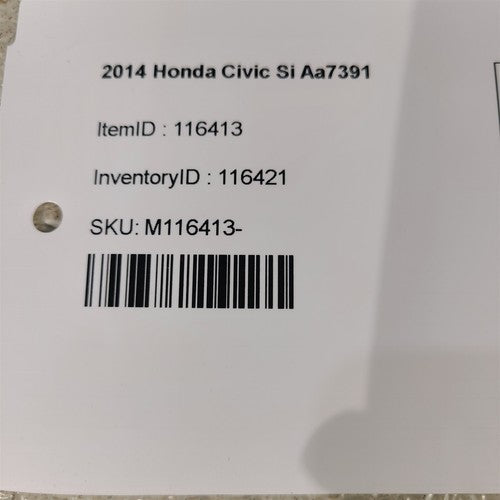 2014 Honda Civic Si Aa7391
ItemID : 116413
InventoryID : 116421
SKU: M116413-